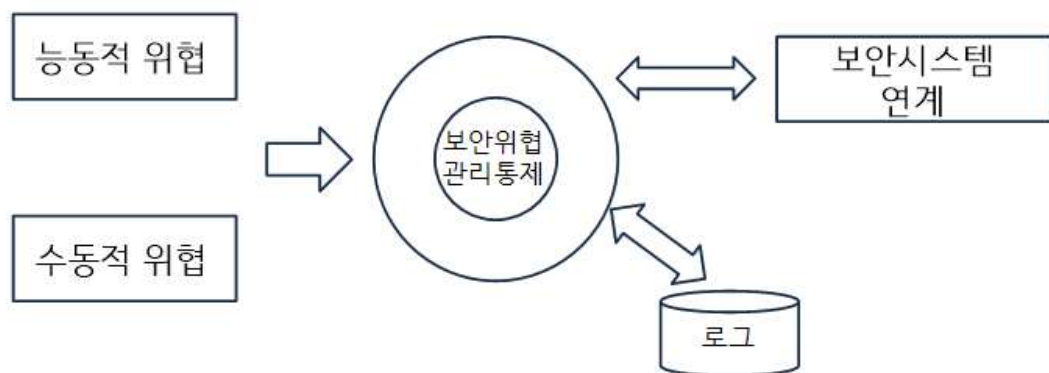 능동적 위협
보안시스템
연계
보안위협
관리통제
수동적 위협
로그